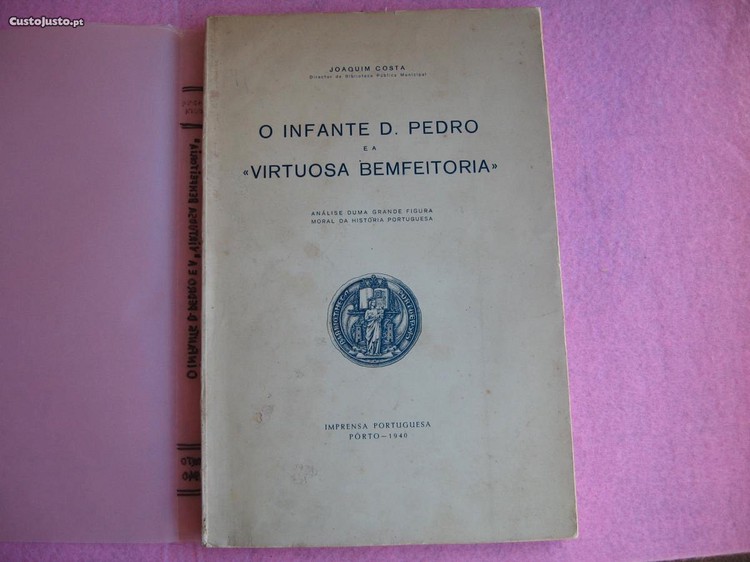 CustoJusto.pt
JOAQUIM COSTA
Director da Biblioteca Pública Municipal
O INFANTE D. PEDRO
E A
«VIRTUOSA BEMFEITORIA»
ANÁLISE DUMA GRANDE FIGURA
MORAL DA HISTÓRIA PORTUGUESA
IMPRENSA PORTUGUESA
PÔRTO—1940
O INFANTE D. PEDRO E A "VIRTUOSA BEMFEITORIA"